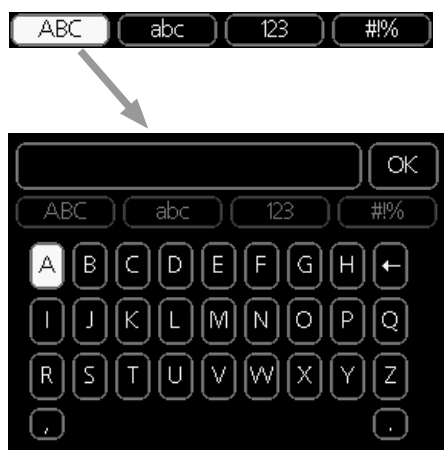 ABC abc 123 #!%
OK
ABC abc 123 #!%
A B C D E F G H ←
I J K L M N O P Q
R S T U V W X Y Z
, .